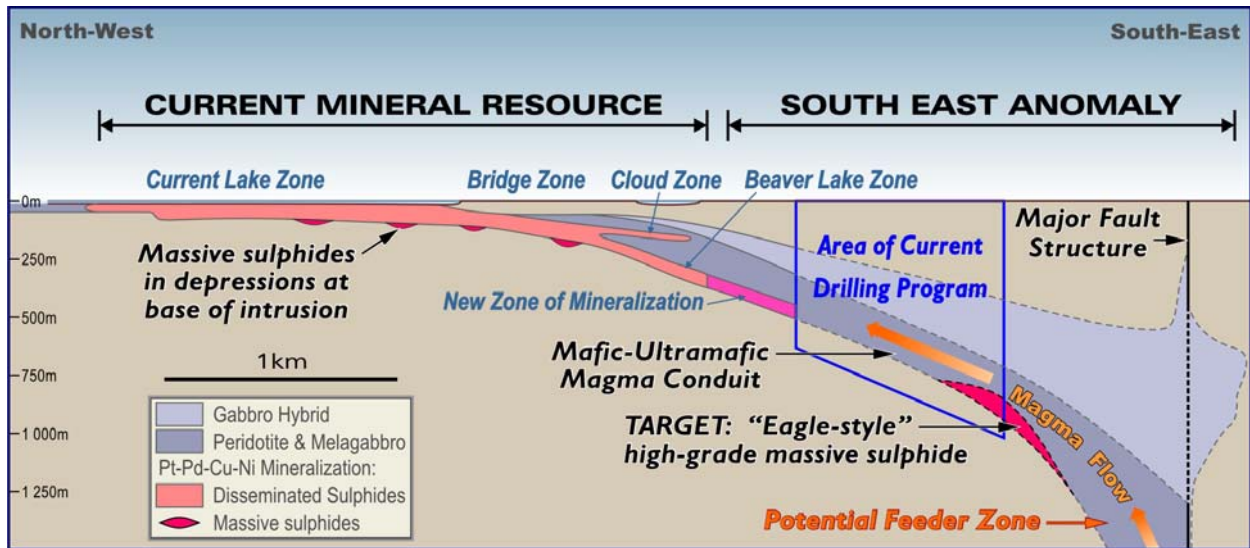 North-West
South-East
CURRENT MINERAL RESOURCE
SOUTH EAST ANOMALY
Current Lake Zone
Bridge Zone
Cloud Zone
Beaver Lake Zone
0m
250m
500m
750m
1 000m
1 250m
Massive sulphides
in depressions at
base of intrusion
New Zone of Mineralization
Area of Current
Drilling Program
Major Fault
Structure
Mafic-Ultramafic
Magma Conduit
TARGET: “Eagle-style”
high-grade massive sulphide
Magma Flow
Potential Feeder Zone
1km
Gabbro Hybrid
Peridotite & Melagabbro
Pt-Pd-Cu-Ni Mineralization:
Disseminated Sulphides
Massive sulphides